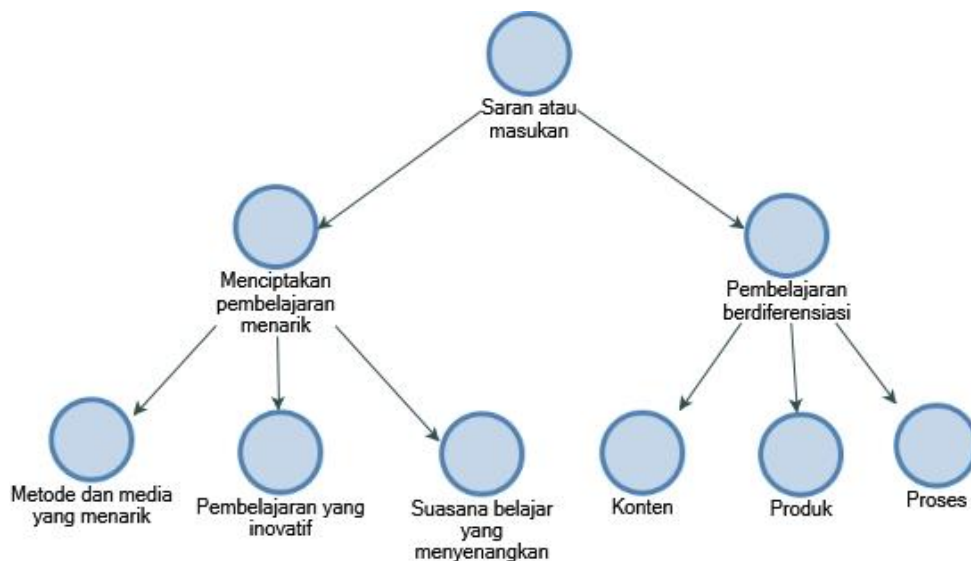 Saran atau
masukan
Menciptakan
pembelajaran
menarik
Pembelajaran
berdiferensiasi
Metode dan media
yang menarik
Pembelajaran yang
inovatif
Suasana belajar
yang
menyenangkan
Konten
Produk
Proses